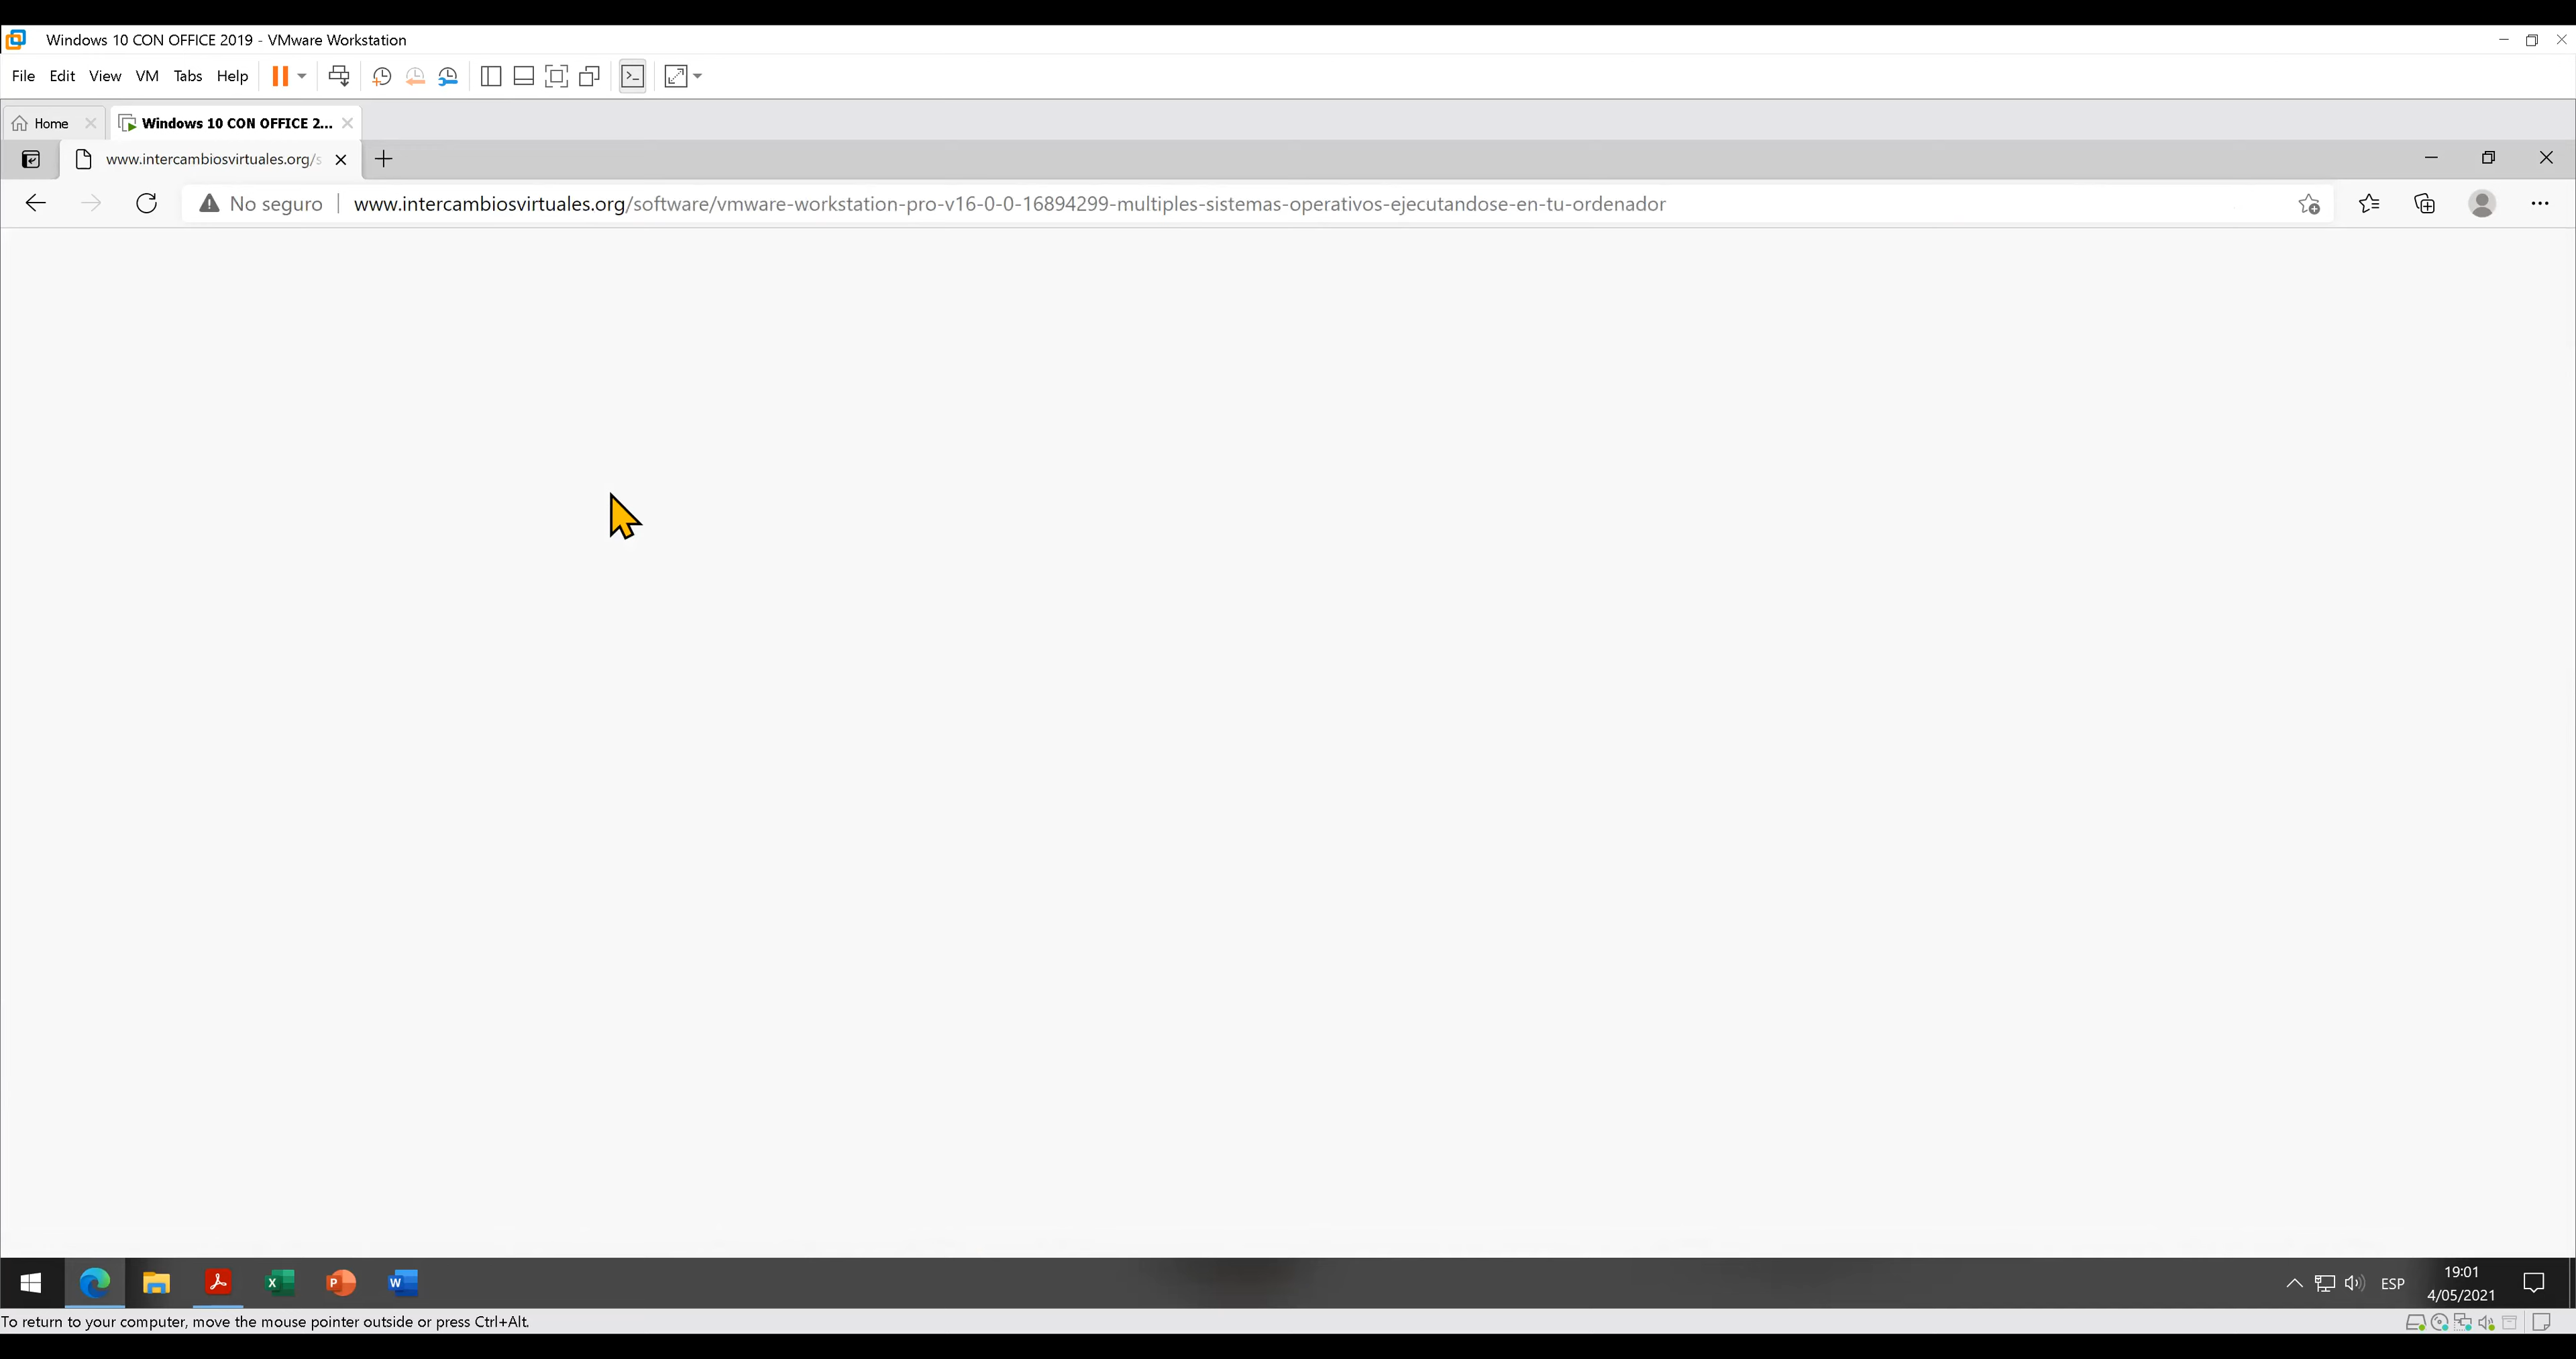 Windows 10 CON OFFICE 2019 - VMware Workstation
File Edit View VM Tabs Help
Home
Windows 10 CON OFFICE 2...
www.intercambiosvirtuales.org/s
No seguro www.intercambiosvirtuales.org/software/vmware-workstation-pro-v16-0-0-16894299-multiples-sistemas-operativos-ejecutandose-en-tu-ordenador
ESP
19:01
4/05/2021
To return to your computer, move the mouse pointer outside or press Ctrl+Alt.